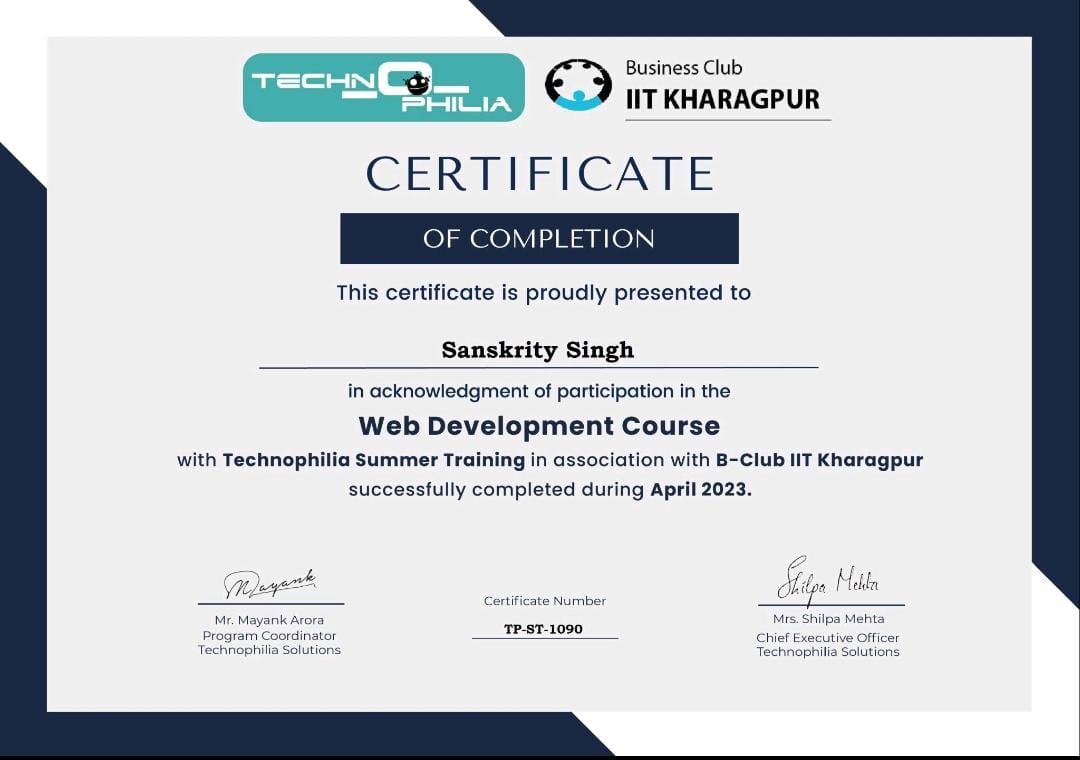 TECHNOPHILIA
Business Club
IIT KHARAGPUR
CERTIFICATE
OF COMPLETION
This certificate is proudly presented to
Sanskrity Singh
in acknowledgment of participation in the
Web Development Course
with Technophilia Summer Training in association with B-Club IIT Kharagpur
successfully completed during April 2023.
Mayank
Mr. Mayank Arora
Program Coordinator
Technophilia Solutions
Certificate Number
TP-ST-1090
Shilpa Mehta
Mrs. Shilpa Mehta
Chief Executive Officer
Technophilia Solutions